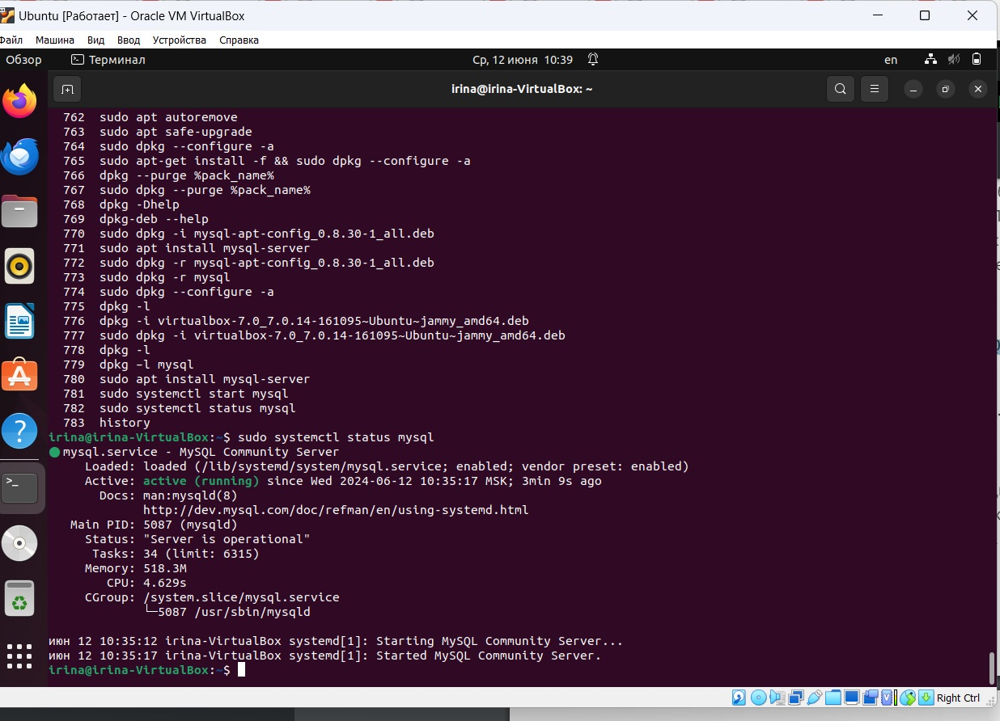 Ubuntu [Работает] - Oracle VM VirtualBox
Файл Машина Вид Ввод Устройства Справка
Обзор Терминал Ср, 12 июня 10:39 en
irina@irina-VirtualBox: ~
762 sudo apt autoremove
763 sudo apt safe-upgrade
764 sudo dpkg --configure -a
765 sudo apt-get install -f && sudo dpkg --configure -a
766 dpkg --purge %pack_name%
767 sudo dpkg --purge %pack_name%
768 dpkg -Dhelp
769 dpkg-deb --help
770 sudo dpkg -i mysql-apt-config_0.8.30-1_all.deb
771 sudo apt install mysql-server
772 sudo dpkg -r mysql-apt-config_0.8.30-1_all.deb
773 sudo dpkg -r mysql
774 sudo dpkg --configure -a
775 dpkg -l
776 dpkg -i virtualbox-7.0_7.0.14-161095~Ubuntu~jammy_amd64.deb
777 sudo dpkg -i virtualbox-7.0_7.0.14-161095~Ubuntu~jammy_amd64.deb
778 dpkg -l
779 dpkg –l mysql
780 sudo apt install mysql-server
781 sudo systemctl start mysql
782 sudo systemctl status mysql
783 history
irina@irina-VirtualBox:~$ sudo systemctl status mysql
● mysql.service - MySQL Community Server
Loaded: loaded (/lib/systemd/system/mysql.service; enabled; vendor preset: enabled)
Active: active (running) since Wed 2024-06-12 10:35:17 MSK; 3min 9s ago
Docs: man:mysqld(8)
http://dev.mysql.com/doc/refman/en/using-systemd.html
Main PID: 5087 (mysqld)
Status: "Server is operational"
Tasks: 34 (limit: 6315)
Memory: 518.3M
CPU: 4.629s
CGroup: /system.slice/mysql.service
└─5087 /usr/sbin/mysqld
июн 12 10:35:12 irina-VirtualBox systemd[1]: Starting MySQL Community Server...
июн 12 10:35:17 irina-VirtualBox systemd[1]: Started MySQL Community Server.
irina@irina-VirtualBox:~$
Right Ctrl